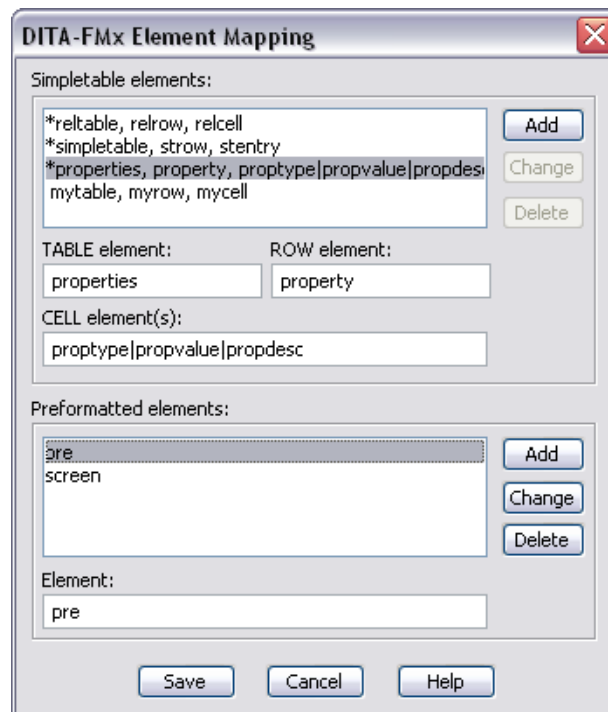 DITA-FMx Element Mapping
Simpletable elements:
*reltable, relrow, relcell
*simpletable, strow, stentry
*properties, property, proptype|propvalue|propdesc
mytable, myrow, mycell
Add
Change
Delete
TABLE element:
ROW element:
properties
property
CELL element(s):
proptype|propvalue|propdesc
Preformatted elements:
pre
screen
Add
Change
Delete
Element:
pre
Save
Cancel
Help